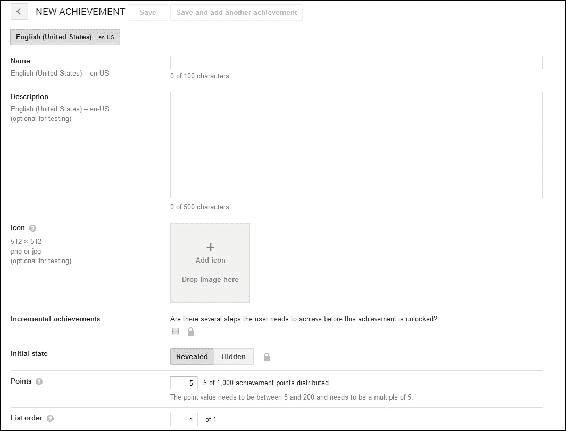 NEW ACHIEVEMENT Save Save and add another achievement
English (United States) – en-US
Name
English (United States) – en-US
0 of 100 characters
Description
English (United States) – en-US
(optional for testing)
0 of 500 characters
Icon ?
512 × 512
png or jpg
(optional for testing)
+
Add icon
Drop image here
Incremental achievements Are there several steps the user needs to achieve before this achievement is unlocked?
Initial state Revealed Hidden
Points ? 5 5 of 1,000 achievement points distributed
The point value needs to be between 5 and 200 and needs to be a multiple of 5.
List order ? of 1